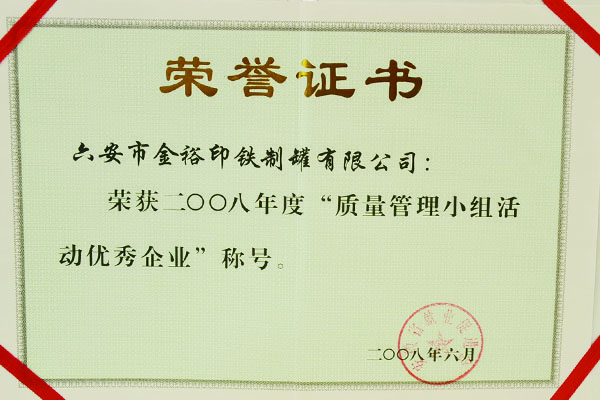 荣誉证书
六安市金裕印铁制罐有限公司：
荣获二〇〇八年度“质量管理小组活
动优秀企业”称号。
二〇〇八年六月